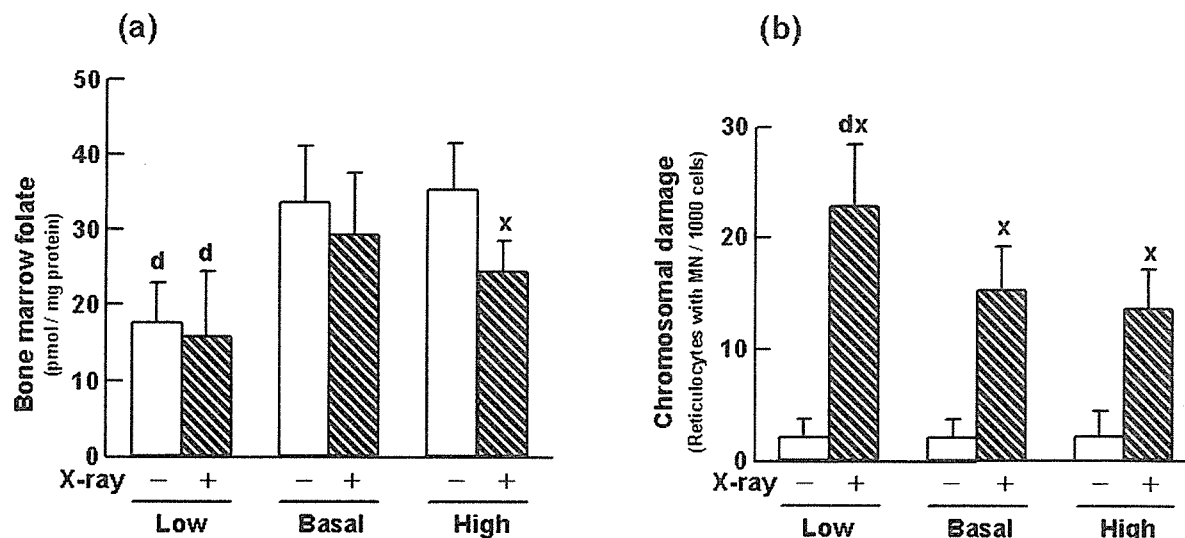 (a)
50
40
30
20
10
0
Bone marrow folate
(pmol / mg protein)
d
d
x
X-ray − + − + − +
Low Basal High
(b)
30
20
10
0
Chromosomal damage
(Reticulocytes with MN / 1000 cells)
dx
x
x
X-ray − + − + − +
Low Basal High